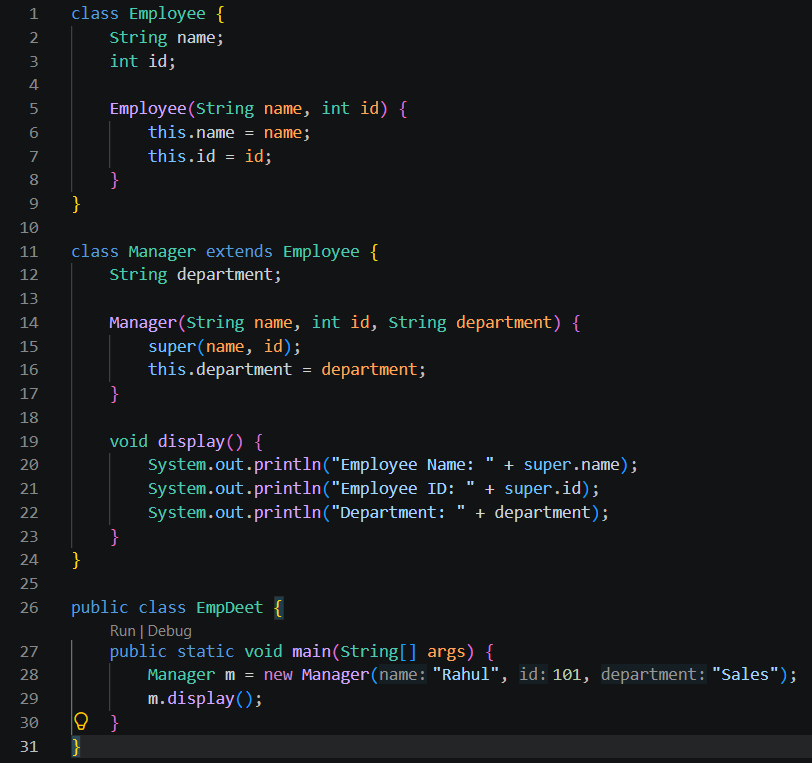 1 class Employee {
2     String name;
3     int id;
4
5     Employee(String name, int id) {
6         this.name = name;
7         this.id = id;
8     }
9 }
10
11 class Manager extends Employee {
12     String department;
13
14     Manager(String name, int id, String department) {
15         super(name, id);
16         this.department = department;
17     }
18
19     void display() {
20         System.out.println("Employee Name: " + super.name);
21         System.out.println("Employee ID: " + super.id);
22         System.out.println("Department: " + department);
23     }
24 }
25
26 public class EmpDeet {
Run | Debug
27     public static void main(String[] args) {
28         Manager m = new Manager(name: "Rahul", id: 101, department: "Sales");
29         m.display();
30     }
31 }